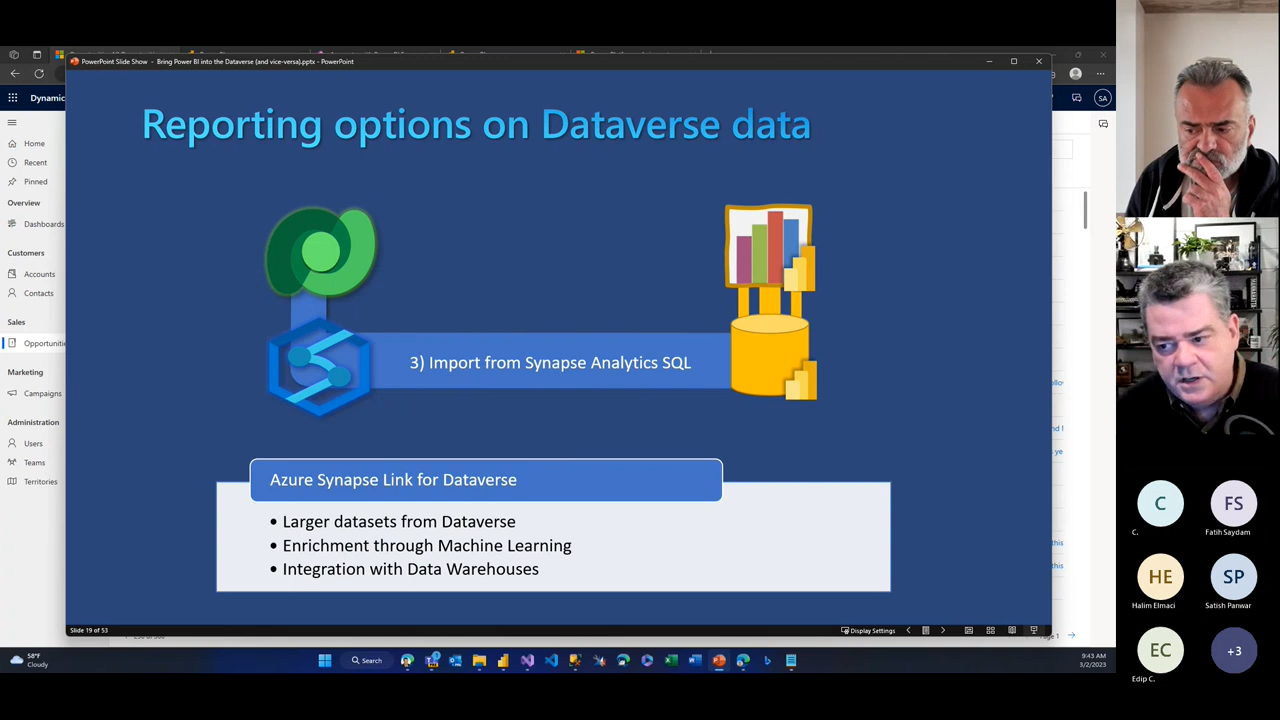 PowerPoint Slide Show - Bring Power BI into the Dataverse (and vice-versa).pptx - PowerPoint
Dynamic
SA
Home
Recent
Pinned
Overview
Dashboards
Customers
Accounts
Contacts
Sales
Opportunitie
Marketing
Campaigns
Administration
Users
Teams
Territories
Reporting options on Dataverse data
3) Import from Synapse Analytics SQL
Azure Synapse Link for Dataverse
• Larger datasets from Dataverse
• Enrichment through Machine Learning
• Integration with Data Warehouses
Slide 19 of 53
Display Settings
Page 1
58°F
Cloudy
Search
9:43 AM
3/2/2023
C
C.
FS
Fatih Saydam
HE
Halim Elmaci
SP
Satish Panwar
EC
Edip C.
+3